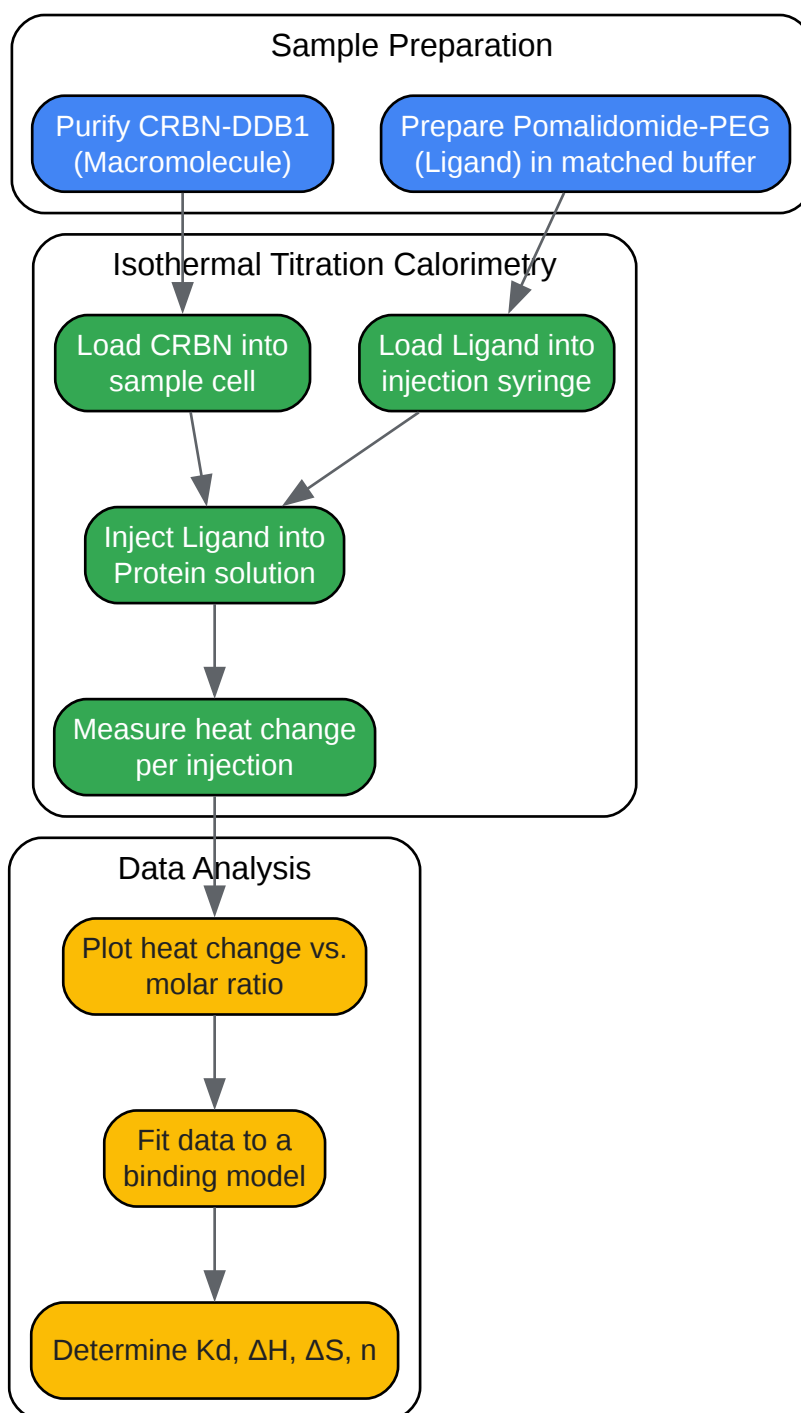 Sample Preparation
Purify CRBN-DDB1
(Macromolecule)
Prepare Pomalidomide-PEG
(Ligand) in matched buffer
Isothermal Titration Calorimetry
Load CRBN into
sample cell
Load Ligand into
injection syringe
Inject Ligand into
Protein solution
Measure heat change
per injection
Data Analysis
Plot heat change vs.
molar ratio
Fit data to a
binding model
Determine Kd, ΔH, ΔS, n